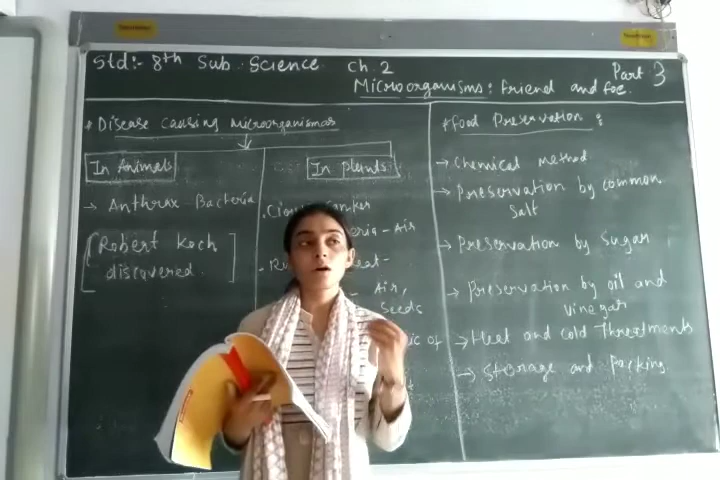 Std:- 8th Sub. Science Ch. 2 Part 3
Microorganisms: friend and foe.
* Disease causing microorganismas
In Animals
→ Anthrax Bacteria
[Robert Koch
discovered.]
In plants
- Air
Air,
Seeds
* food Preservation:
→ Chemical method
→ Preservation by common
Salt
→ Preservation by Sugar
→ Preservation by oil and
vinegar
→ Heat and cold Threetments
→ Storage and Packing.